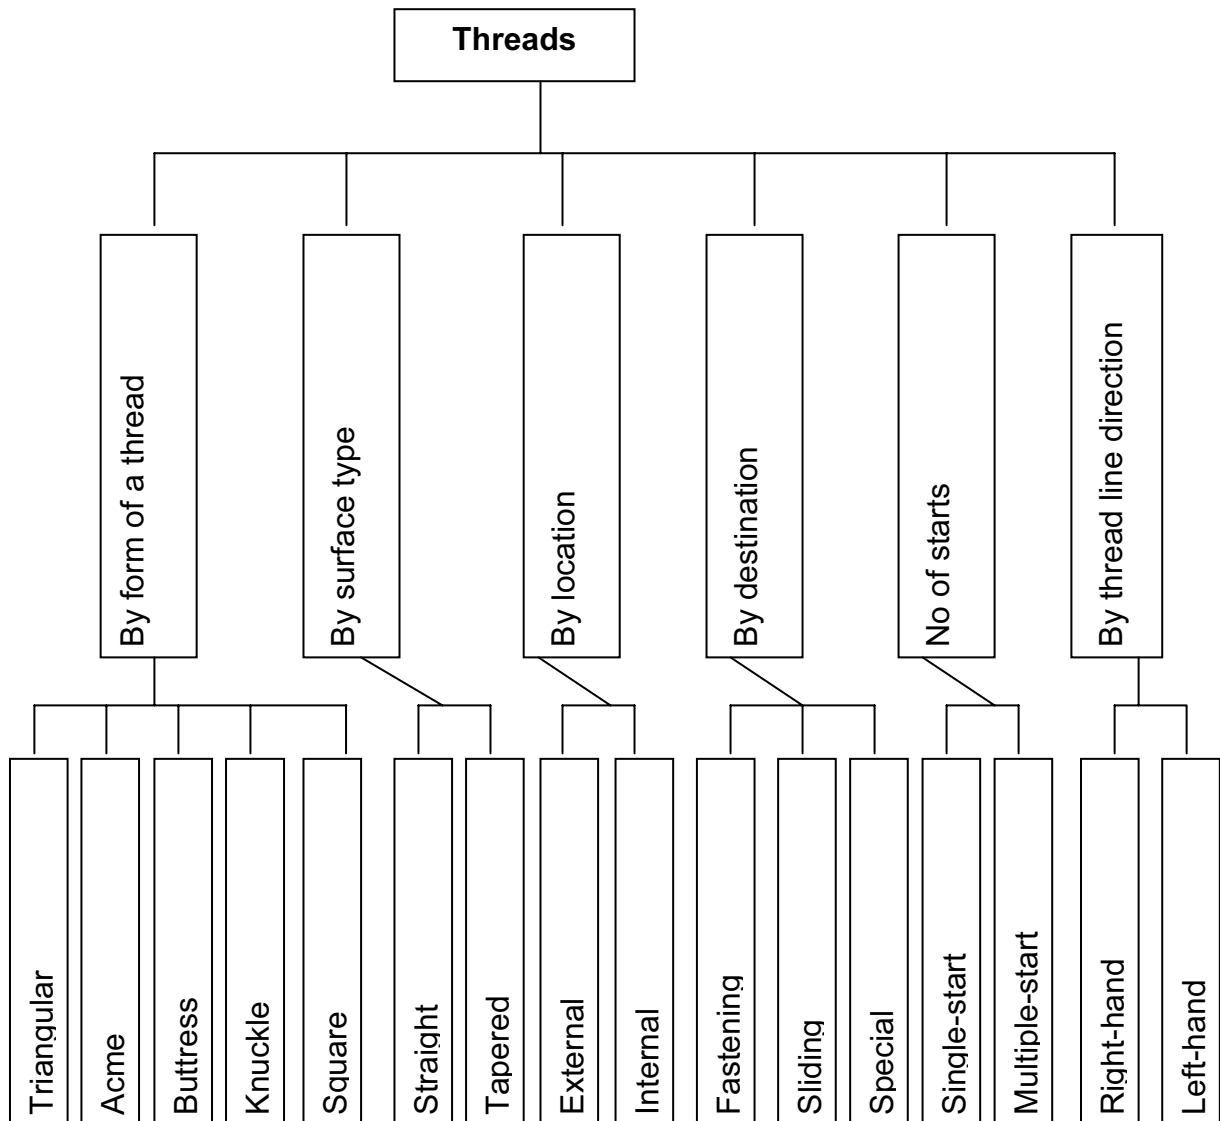 Threads
By form of a thread
By surface type
By location
By destination
No of starts
By thread line direction
Triangular
Acme
Buttress
Knuckle
Square
Straight
Tapered
External
Internal
Fastening
Sliding
Special
Single-start
Multiple-start
Right-hand
Left-hand